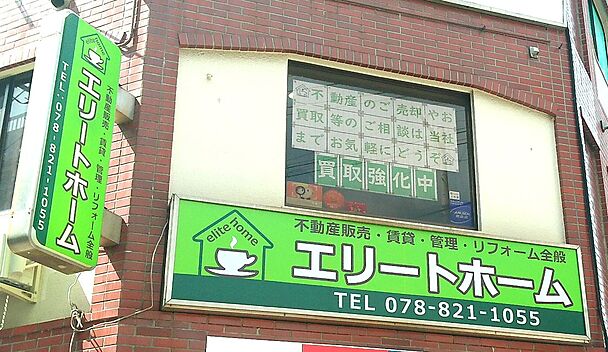 elite home
エリートホーム
不動産販売・賃貸・管理・リフォーム全般
TEL.078-821-1055
不動産のご売却やお
買取等のご相談は当社
までお気軽にどうぞ
買取強化中
elite home
不動産販売・賃貸・管理・リフォーム全般
エリートホーム
TEL 078-821-1055